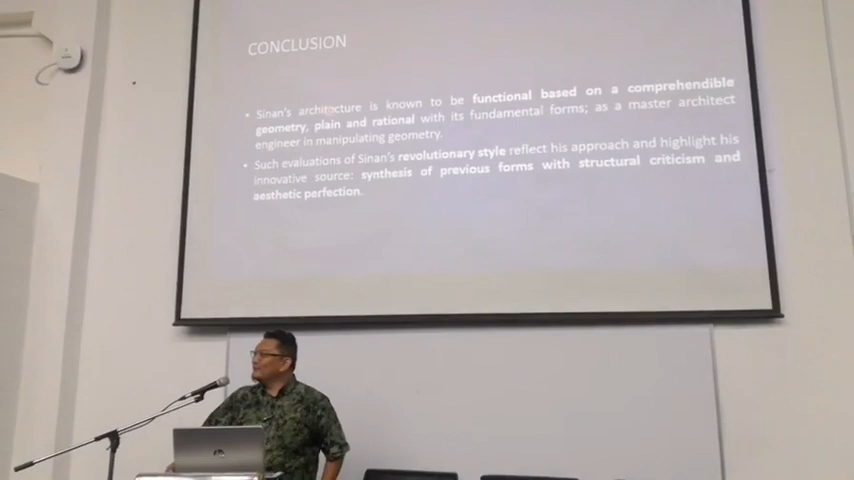 CONCLUSION
• Sinan's architecture is known to be functional based on a comprehendible
geometry, plain and rational with its fundamental forms; as a master architect
engineer in manipulating geometry.
• Such evaluations of Sinan's revolutionary style reflect his approach and highlight his
innovative source: synthesis of previous forms with structural criticism and
aesthetic perfection.
hp